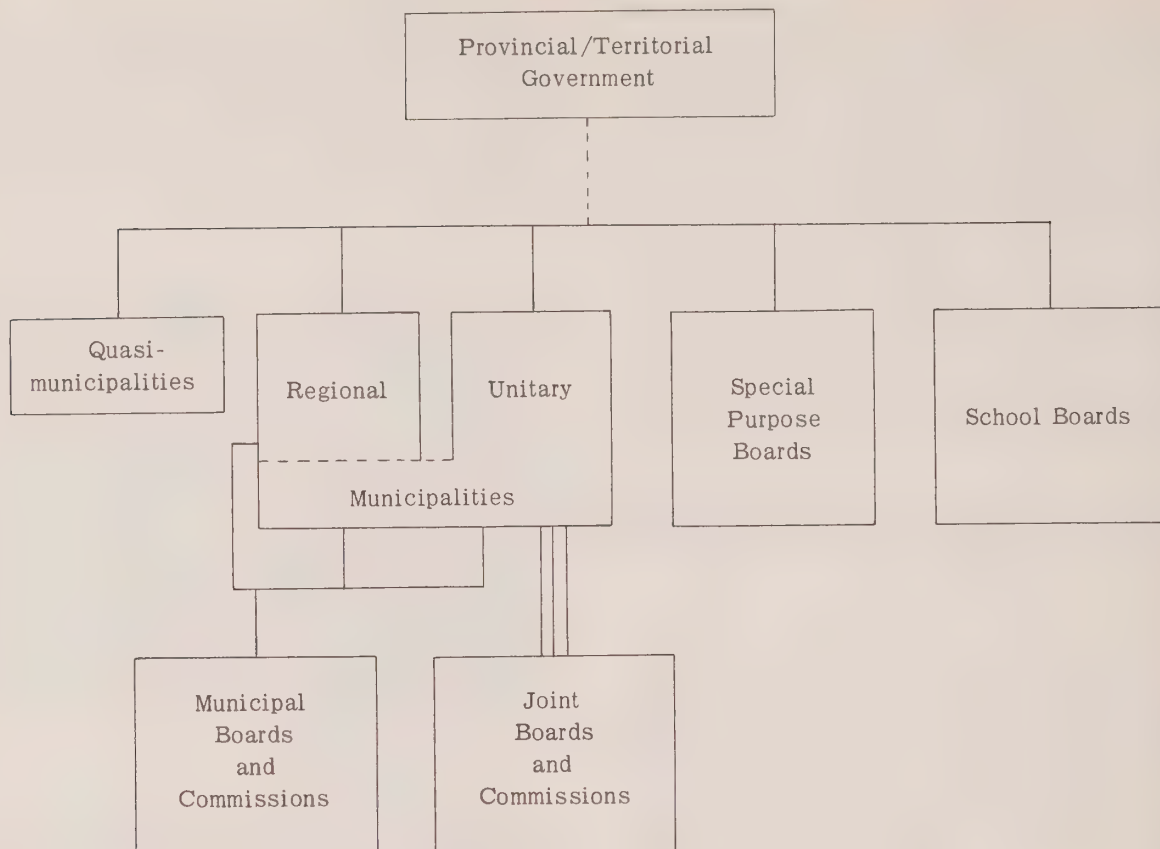 Provincial/Territorial
Government
Quasi-
municipalities
Regional
Unitary
Municipalities
Special
Purpose
Boards
School Boards
Municipal
Boards
and
Commissions
Joint
Boards
and
Commissions